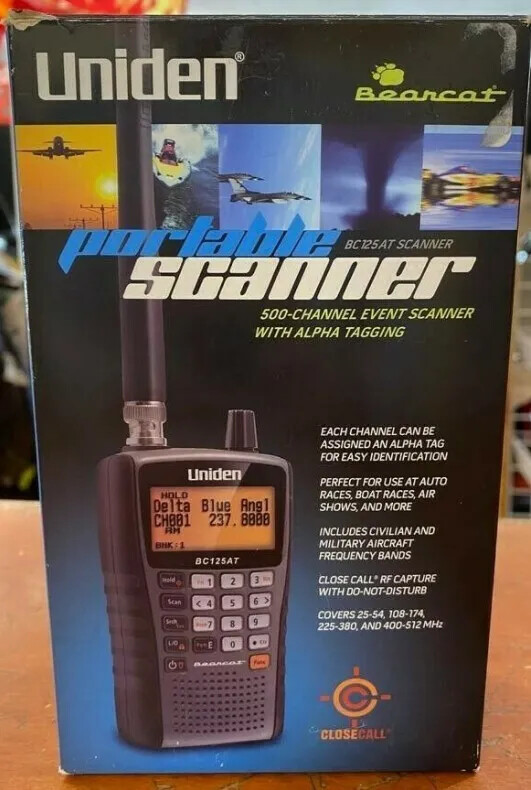 Uniden®
Bearcat
portable
BC125AT SCANNER
scanner
500-CHANNEL EVENT SCANNER
WITH ALPHA TAGGING
EACH CHANNEL CAN BE
ASSIGNED AN ALPHA TAG
FOR EASY IDENTIFICATION
PERFECT FOR USE AT AUTO
RACES, BOAT RACES, AIR
SHOWS, AND MORE
INCLUDES CIVILIAN AND
MILITARY AIRCRAFT
FREQUENCY BANDS
CLOSE CALL® RF CAPTURE
WITH DO-NOT-DISTURB
COVERS 25-54, 108-174,
225-380, AND 400-512 MHz
CLOSECALL®
Uniden
HOLD
Delta Blue Angl
CH001 237.8000
AM
BNK:1
BC125AT
Hold 1 2 3
Scan < 4 5 6 >
Srch 7 8 9
L/O E 0
Bearcat Func